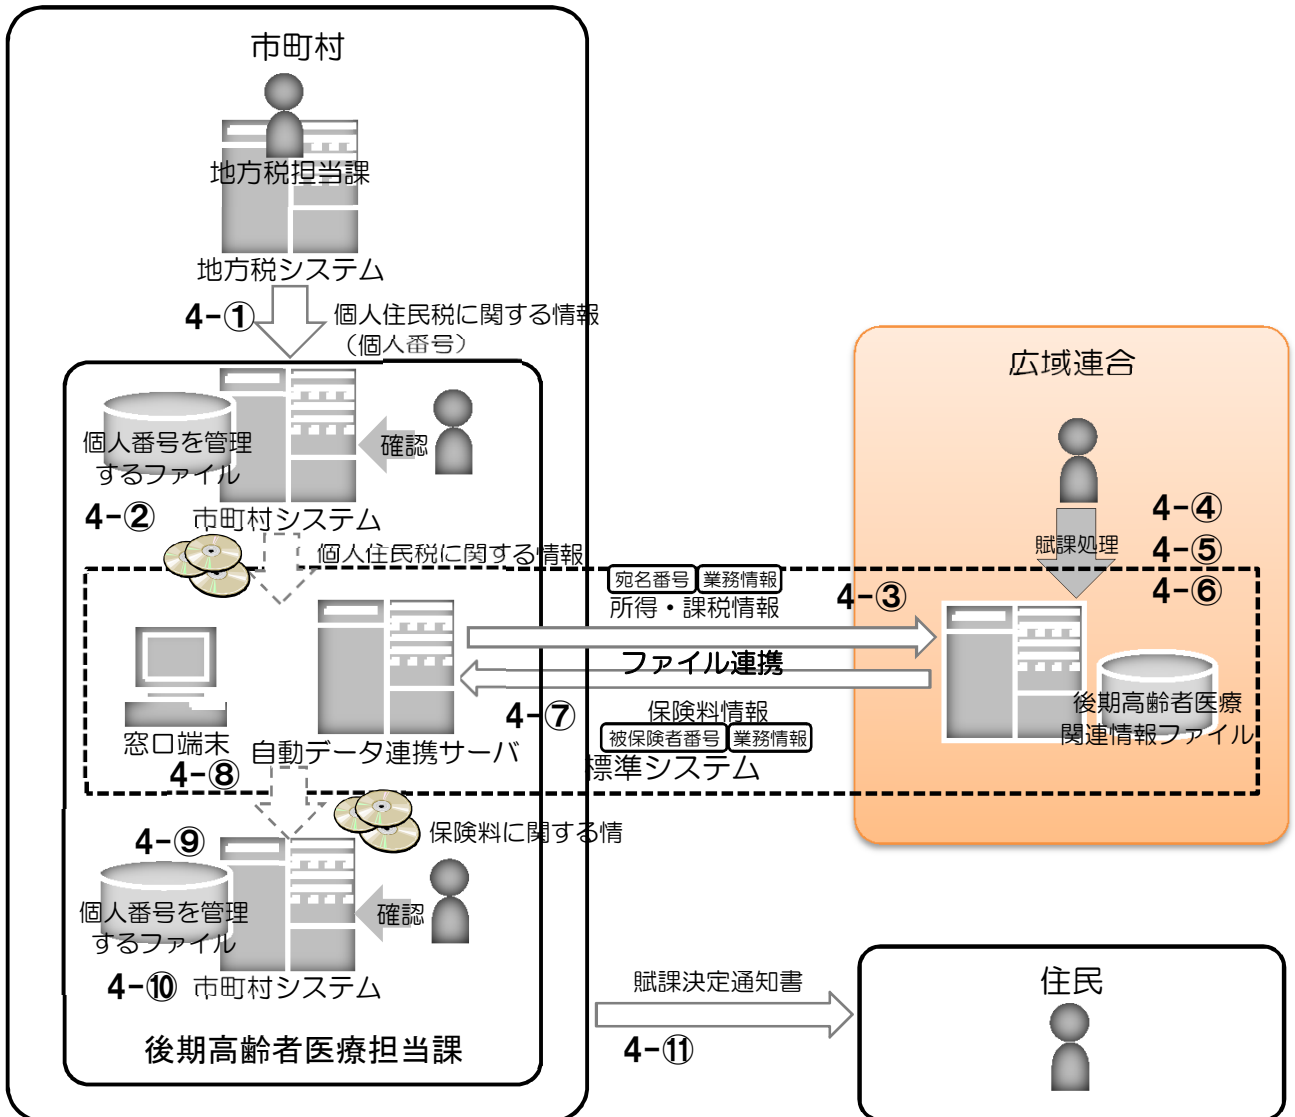 市町村
地方税担当課
地方税システム
4-①
個人住民税に関する情報
（個人番号）
個人番号を管理
するファイル
確認
4-②
市町村システム
個人住民税に関する情報
広域連合
4-④
賦課処理
4-⑤
4-⑥
宛名番号
業務情報
所得・課税情報
4-③
ファイル連携
保険料情報
4-⑦
被保険者番号
業務情報
標準システム
後期高齢者医療
関連情報ファイル
窓口端末
自動データ連携サーバ
4-⑧
保険料に関する情
4-⑨
個人番号を管理
するファイル
確認
4-⑩
市町村システム
後期高齢者医療担当課
賦課決定通知書
4-⑪
住民